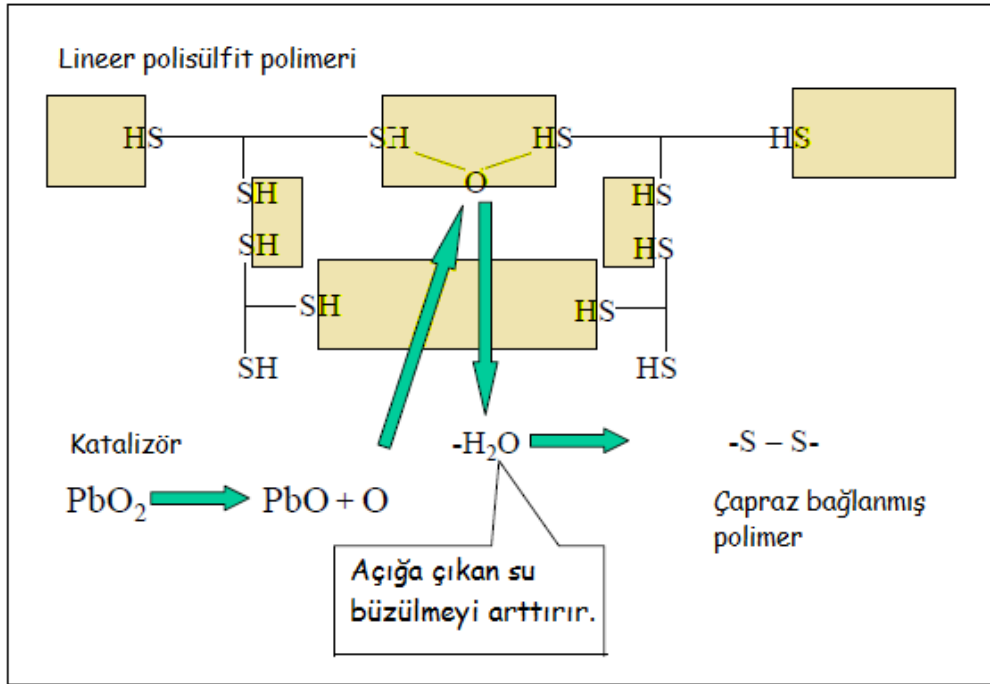 Lineer polisülfit polimeri
HS SH HS HS
O
SH HS
SH HS
SH HS
SH HS
Katalizör -H₂O -S – S-
PbO₂ PbO + O
Çapraz bağlanmış
polimer
Açığa çıkan su
büzülmeyi arttırır.